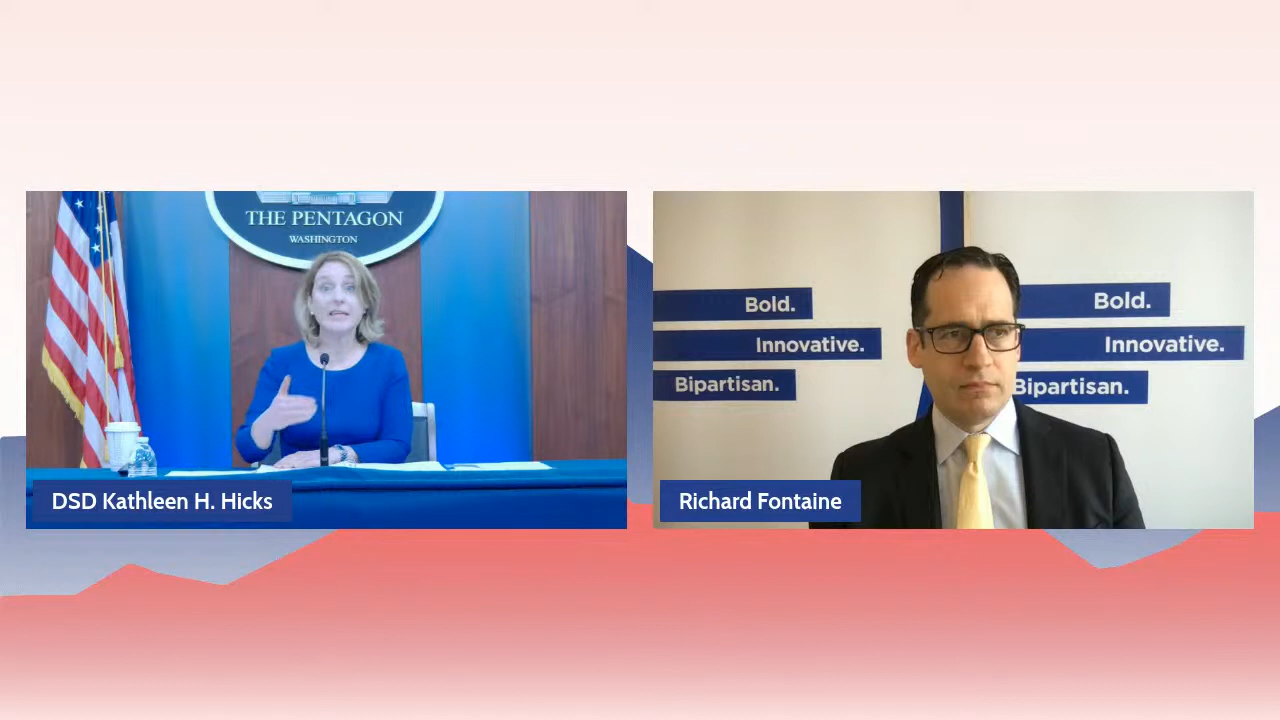 THE PENTAGON
WASHINGTON
DSD Kathleen H. Hicks
Bold.
Innovative.
Bipartisan.
Bold.
Innovative.
Bipartisan.
Richard Fontaine